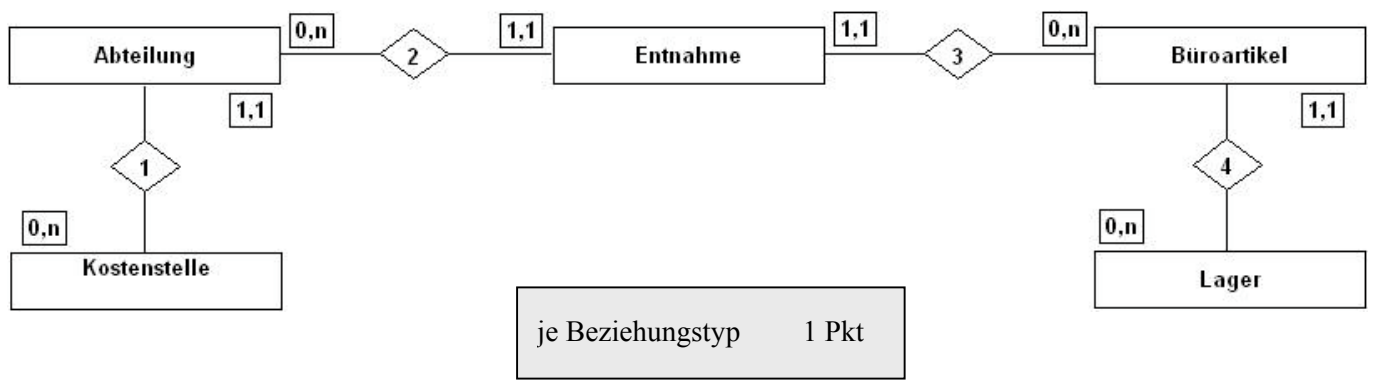 0,n 1,1 1,1 0,n
Abteilung 2 Entnahme 3 Büroartikel
1,1 1,1
1 4
0,n 0,n
Kostenstelle Lager
je Beziehungstyp 1 Pkt